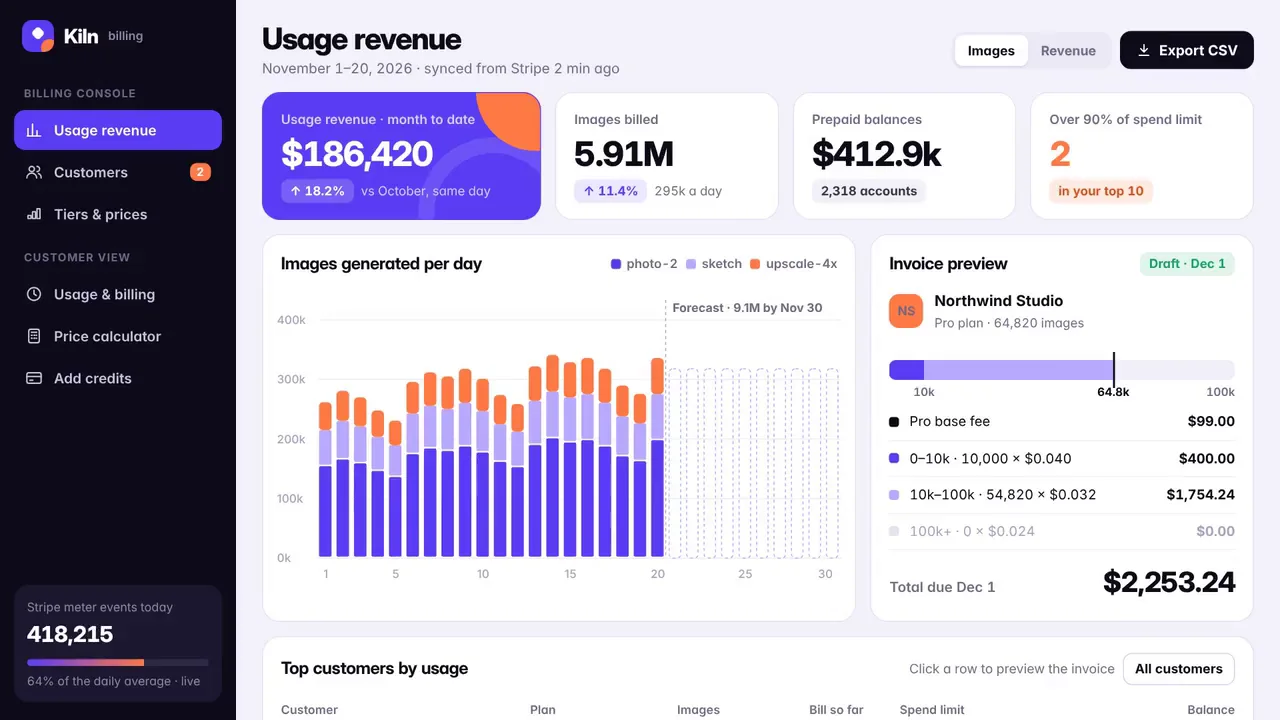 Kiln billing
BILLING CONSOLE
Usage revenue
Customers 2
Tiers & prices
CUSTOMER VIEW
Usage & billing
Price calculator
Add credits
Stripe meter events today
418,215
64% of the daily average · live
Usage revenue
November 1–20, 2026 · synced from Stripe 2 min ago
Images Revenue Export CSV
Usage revenue · month to date
$186,420
↑ 18.2% vs October, same day
Images billed
5.91M
↑ 11.4% 295k a day
Prepaid balances
$412.9k
2,318 accounts
Over 90% of spend limit
2
in your top 10
Images generated per day
photo-2 sketch upscale-4x
Forecast · 9.1M by Nov 30
400k
300k
200k
100k
0k
1 5 10 15 20 25 30
Invoice preview Draft · Dec 1
NS
Northwind Studio
Pro plan · 64,820 images
10k 64.8k 100k
Pro base fee $99.00
0–10k · 10,000 × $0.040 $400.00
10k–100k · 54,820 × $0.032 $1,754.24
100k+ · 0 × $0.024 $0.00
Total due Dec 1 $2,253.24
Top customers by usage
Click a row to preview the invoice All customers
Customer Plan Images Bill so far Spend limit Balance